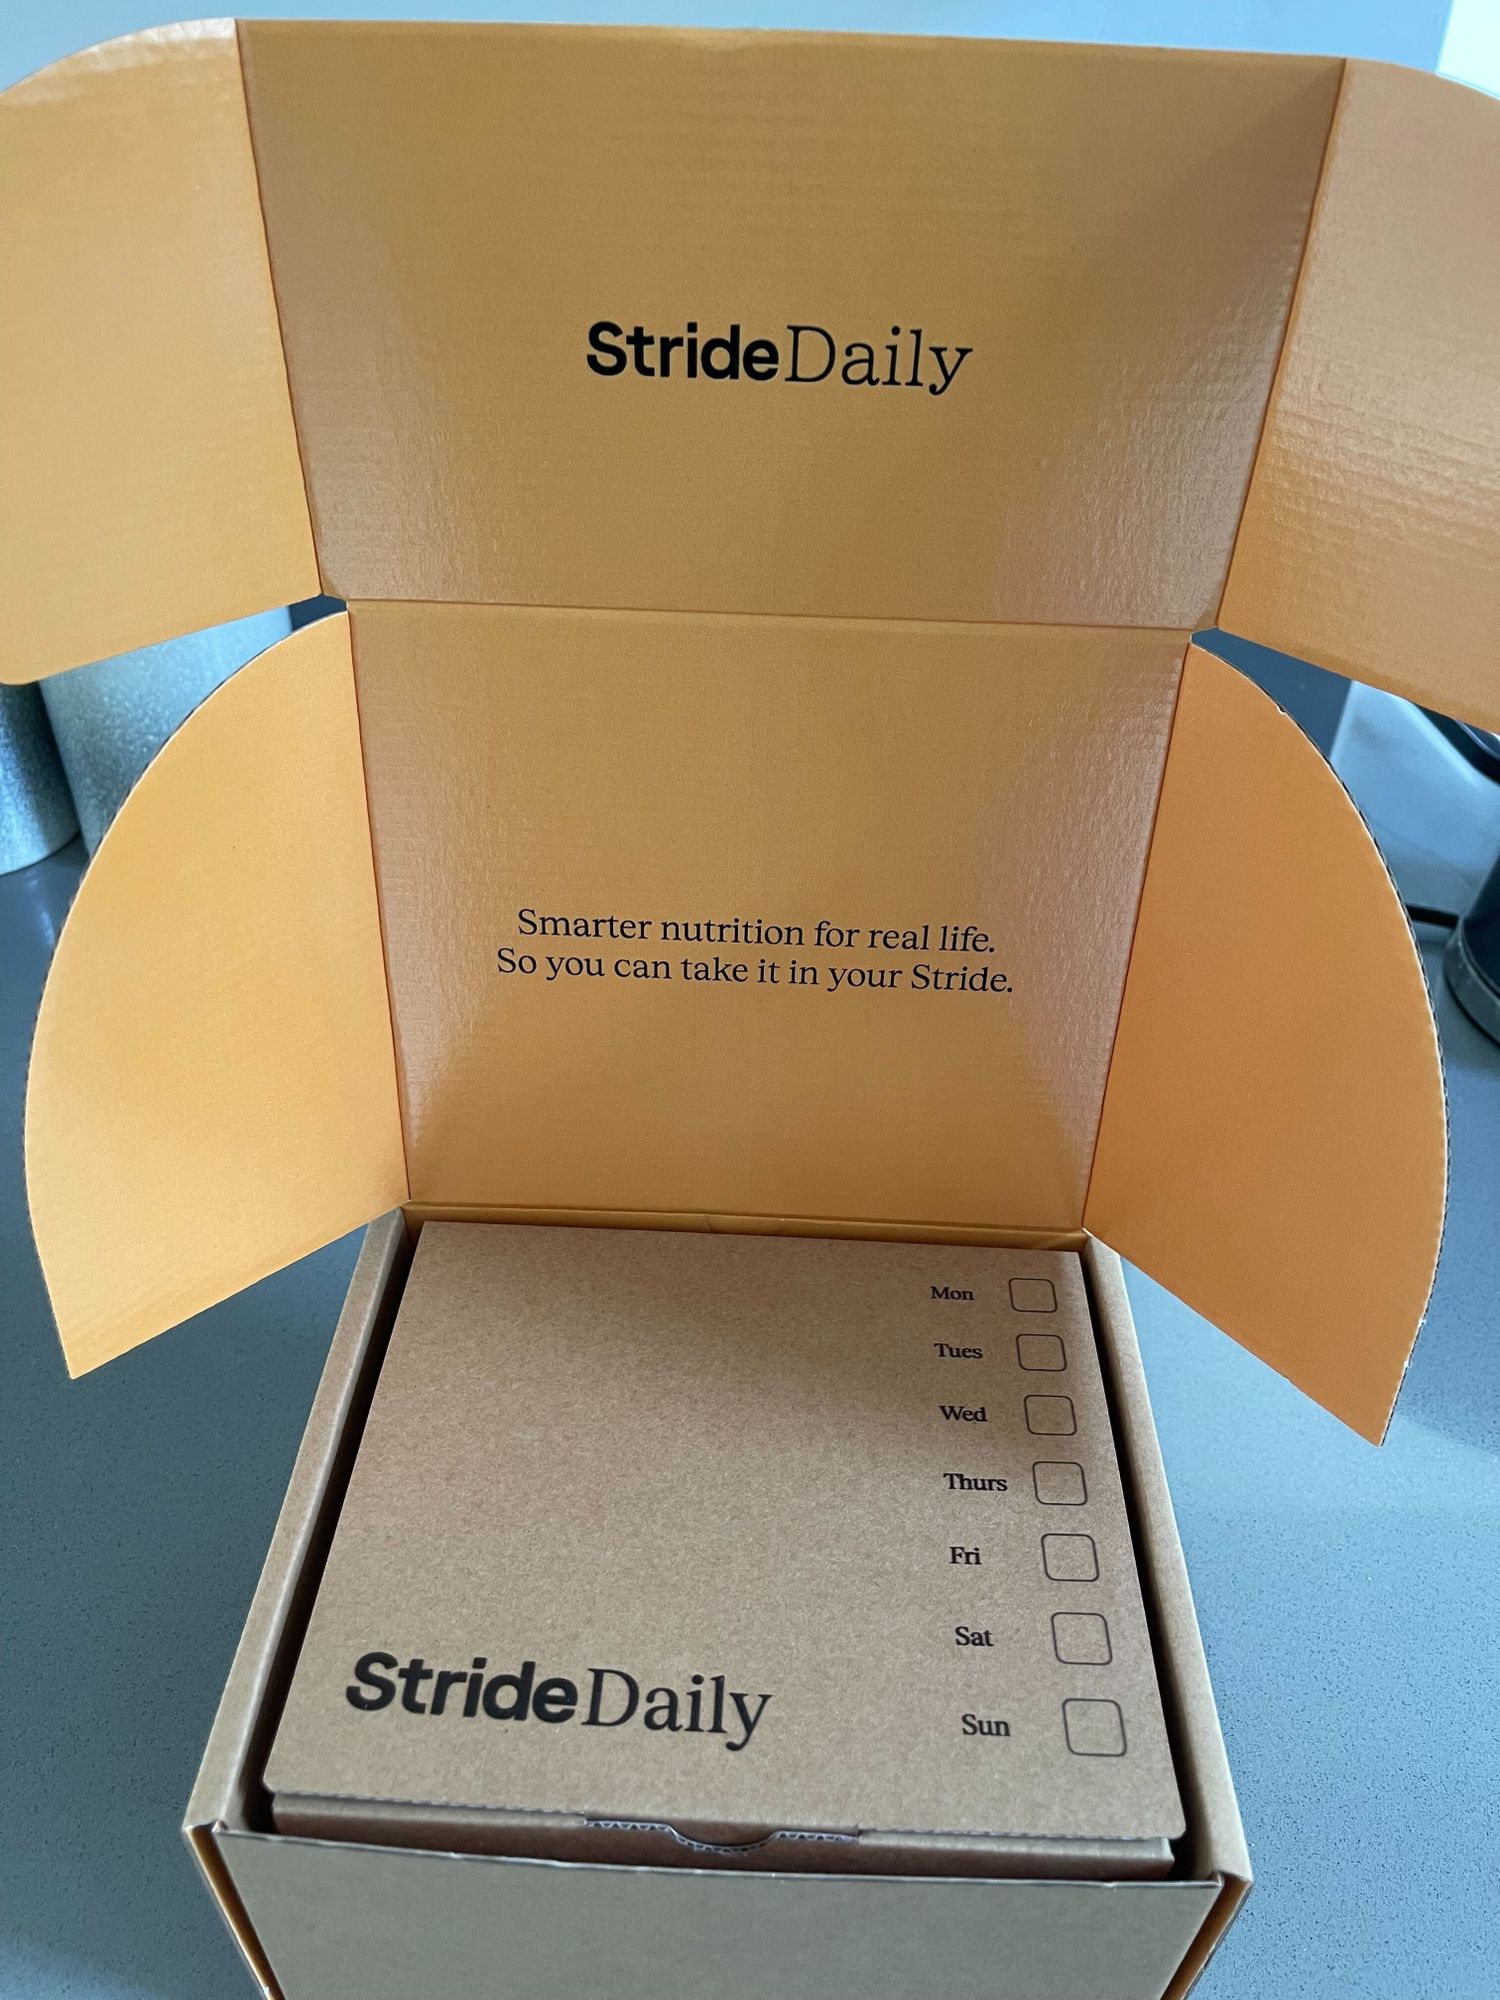 StrideDaily
Smarter nutrition for real life.
So you can take it in your Stride.
Mon
Tues
Wed
Thurs
Fri
Sat
Sun
StrideDaily